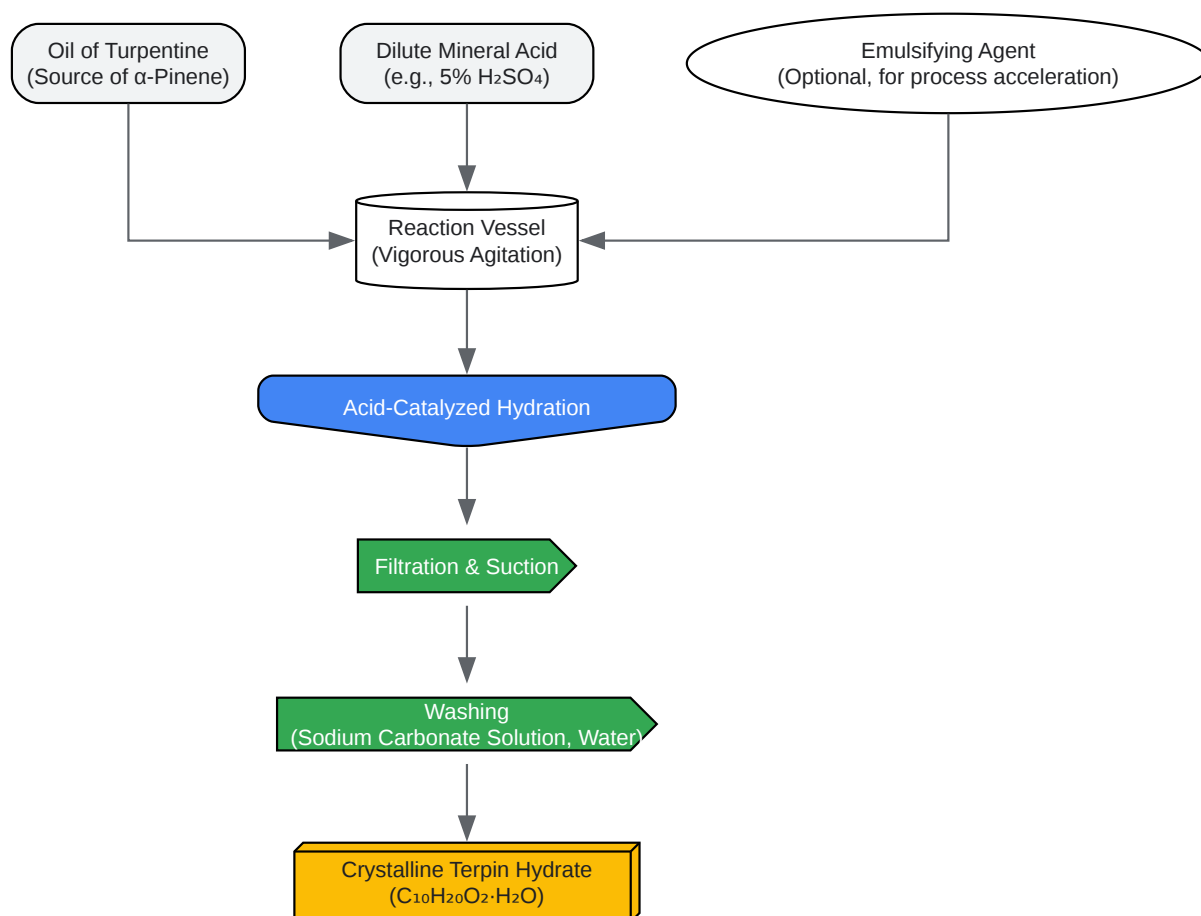 Oil of Turpentine
(Source of α-Pinene)
Dilute Mineral Acid
(e.g., 5% H₂SO₄)
Emulsifying Agent
(Optional, for process acceleration)
Reaction Vessel
(Vigorous Agitation)
Acid-Catalyzed Hydration
Filtration & Suction
Washing
(Sodium Carbonate Solution, Water)
Crystalline Terpin Hydrate
(C₁₀H₂₀O₂·H₂O)